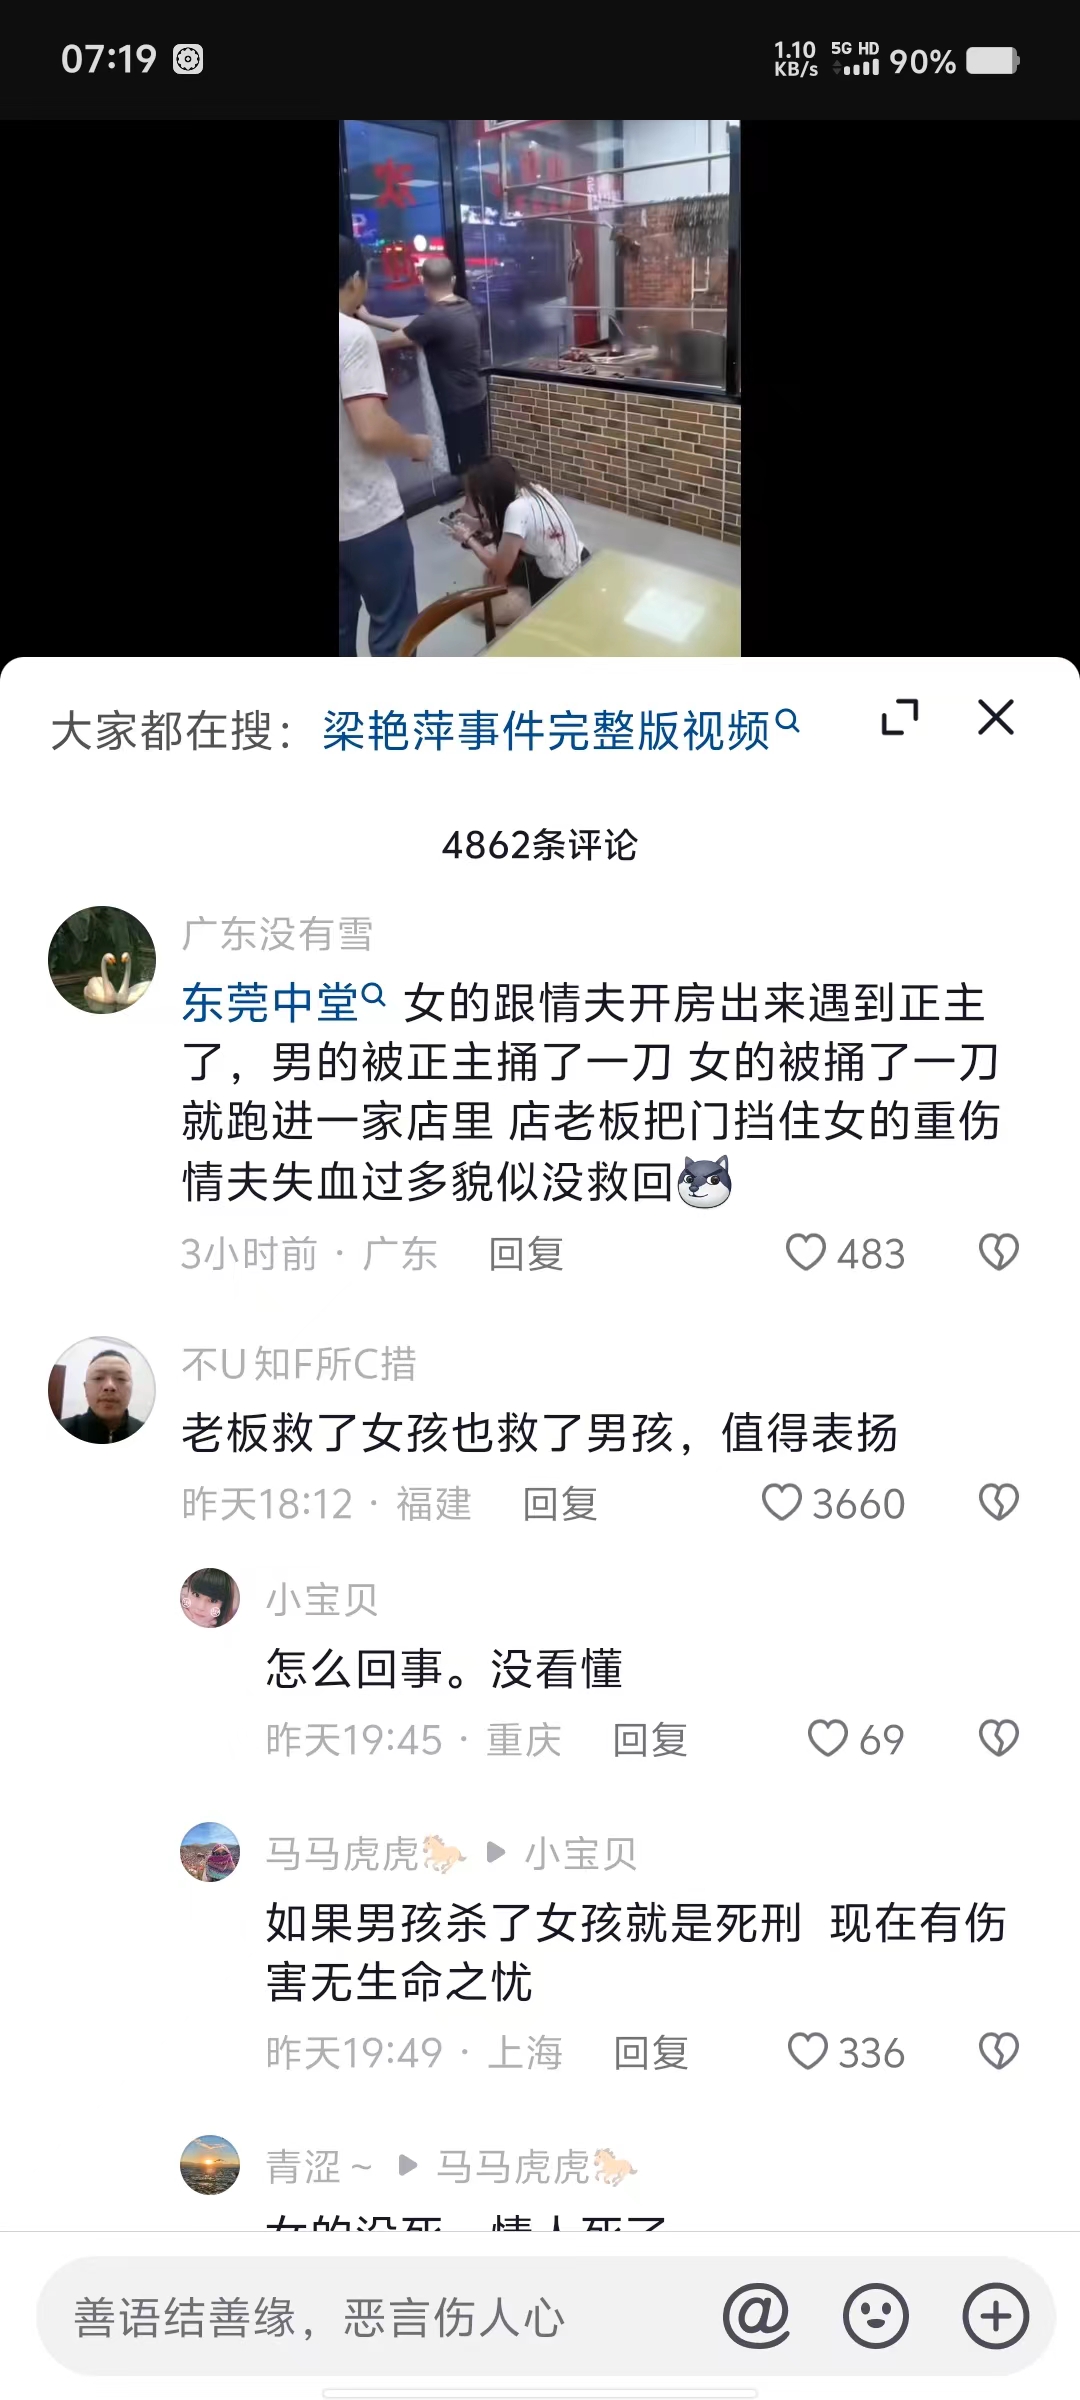 07:19
1.10 KB/s 5G HD 90%
大家都在搜：梁艳萍事件完整版视频
4862条评论
广东没有雪
东莞中堂 女的跟情夫开房出来遇到正主
了，男的被正主捅了一刀 女的被捅了一刀
就跑进一家店里 店老板把门挡住女的重伤
情夫失血过多貌似没救回
3小时前 · 广东 回复 483
不U知F所C措
老板救了女孩也救了男孩，值得表扬
昨天18:12 · 福建 回复 3660
小宝贝
怎么回事。没看懂
昨天19:45 · 重庆 回复 69
马马虎虎🐎 ▶ 小宝贝
如果男孩杀了女孩就是死刑 现在有伤
害无生命之忧
昨天19:49 · 上海 回复 336
青涩~ ▶ 马马虎虎🐎
女的没死，情人死了
善语结善缘，恶言伤人心